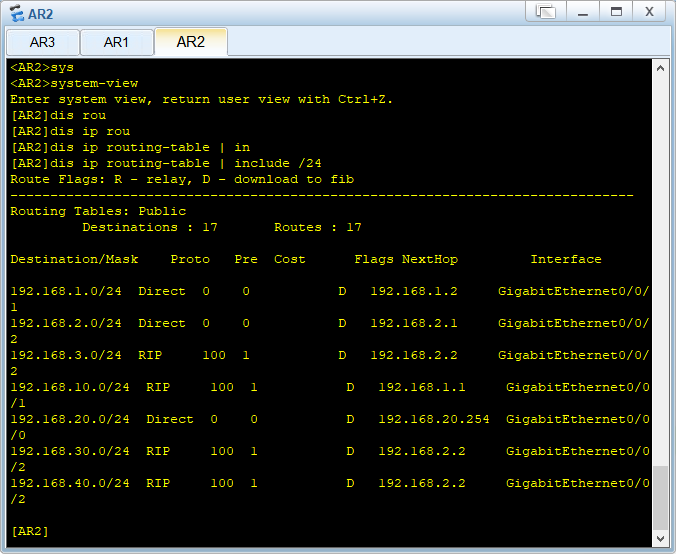 AR2
AR3 AR1 AR2
<AR2>sys
<AR2>system-view
Enter system view, return user view with Ctrl+Z.
[AR2]dis rou
[AR2]dis ip rou
[AR2]dis ip routing-table | in
[AR2]dis ip routing-table | include /24
Route Flags: R - relay, D - download to fib
------------------------------------------------------------------------------
Routing Tables: Public
         Destinations : 17       Routes : 17

Destination/Mask    Proto   Pre  Cost      Flags NextHop         Interface

192.168.1.0/24  Direct  0    0           D   192.168.1.2     GigabitEthernet0/0/
1
192.168.2.0/24  Direct  0    0           D   192.168.2.1     GigabitEthernet0/0/
2
192.168.3.0/24  RIP     100  1           D   192.168.2.2     GigabitEthernet0/0/
2
192.168.10.0/24  RIP     100  1           D   192.168.1.1     GigabitEthernet0/0
/1
192.168.20.0/24  Direct  0    0           D   192.168.20.254  GigabitEthernet0/0
/0
192.168.30.0/24  RIP     100  1           D   192.168.2.2     GigabitEthernet0/0
/2
192.168.40.0/24  RIP     100  1           D   192.168.2.2     GigabitEthernet0/0
/2

[AR2]